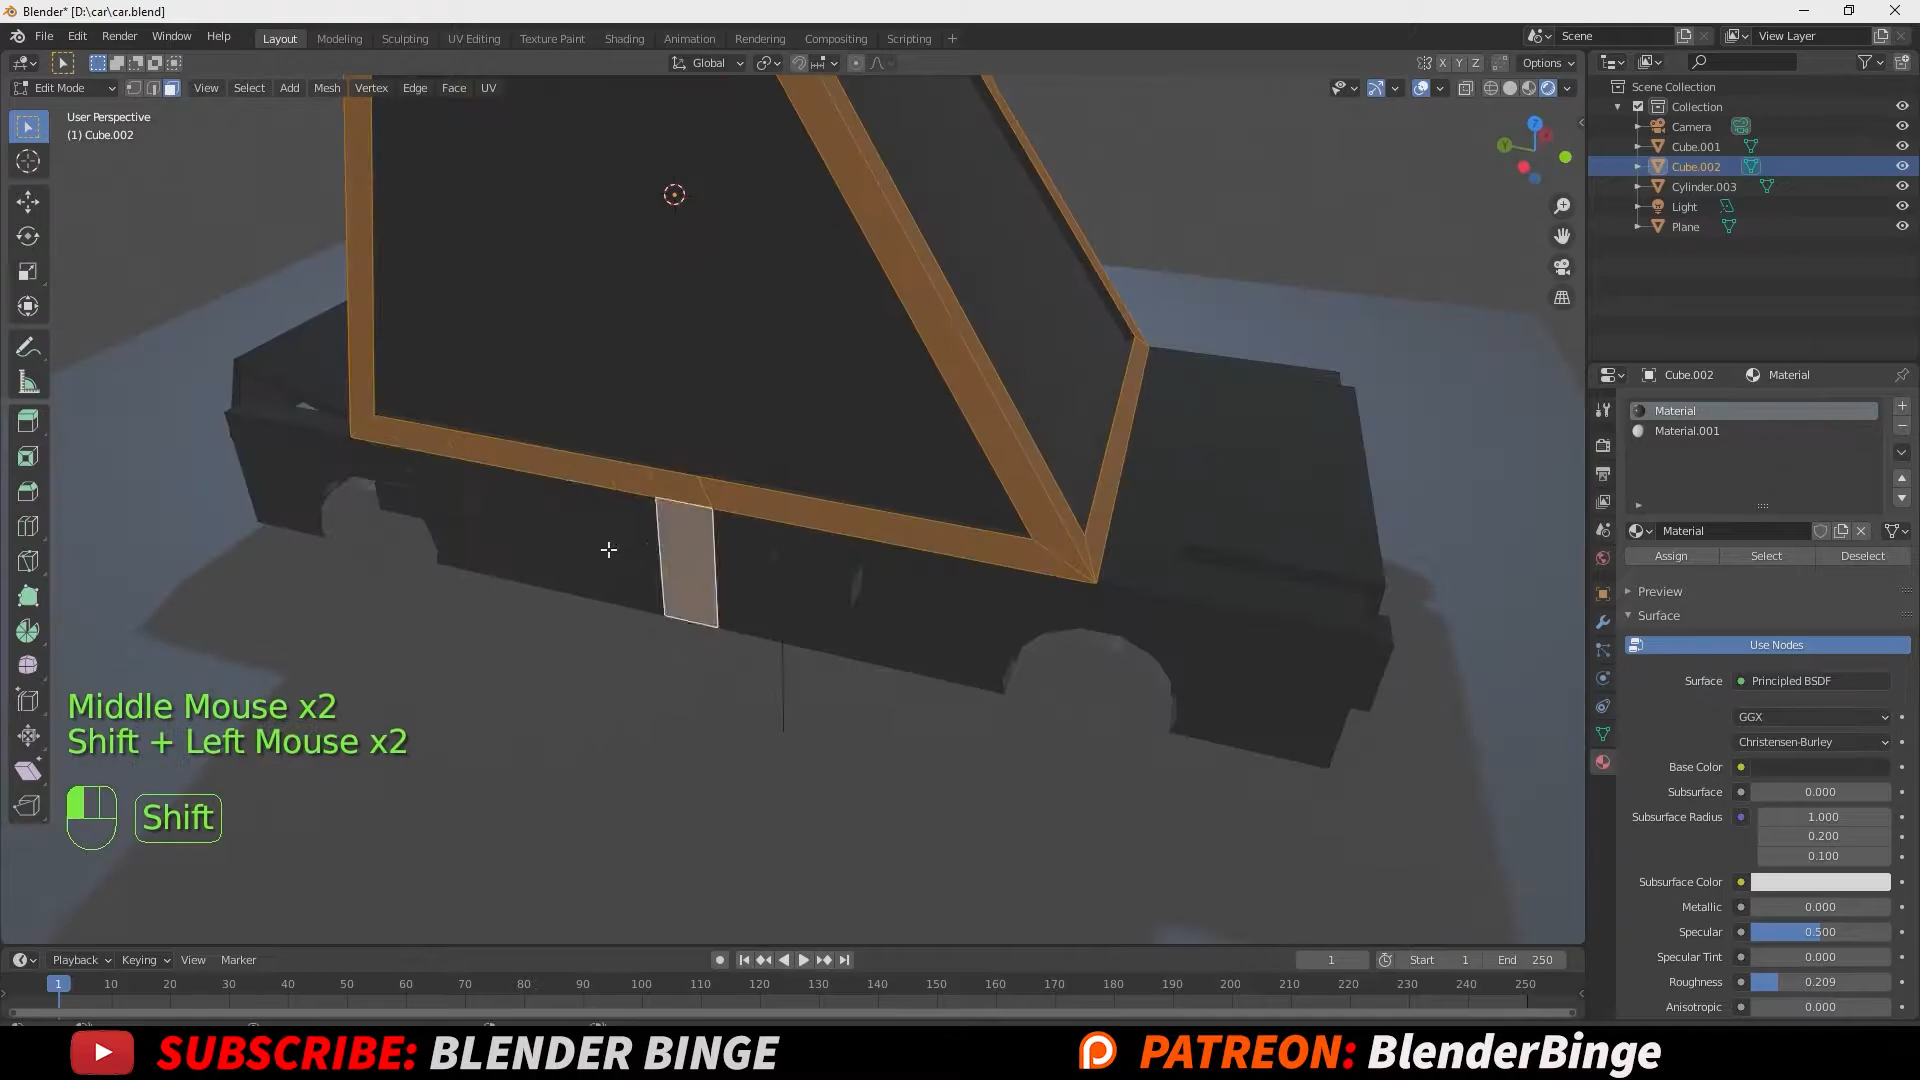 Blender* [D:\car\car.blend]
File Edit Render Window Help
Layout Modeling Sculpting UV Editing Texture Paint Shading Animation Rendering Compositing Scripting
Scene
View Layer
Global
X Y Z
Options
Edit Mode
View Select Add Mesh Vertex Edge Face UV
User Perspective
(1) Cube.002
Z
Y
Scene Collection
Collection
Camera
Cube.001
Cube.002
Cylinder.003
Light
Plane
Cube.002
Material
Material
Material.001
Material
Assign Select Deselect
Preview
Surface
Use Nodes
Surface Principled BSDF
GGX
Christensen-Burley
Base Color
Subsurface 0.000
Subsurface Radius 1.000
0.200
0.100
Subsurface Color
Metallic 0.000
Specular 0.500
Specular Tint 0.000
Roughness 0.209
Anisotropic 0.000
Middle Mouse x2
Shift + Left Mouse x2
Shift
Playback Keying View Marker
1
Start 1
End 250
1 10 20 30 40 50 60 70 80 90 100 110 120 130 140 150 160 170 180 190 200 210 220 230 240 250
SUBSCRIBE: BLENDER BINGE
PATREON: BlenderBinge